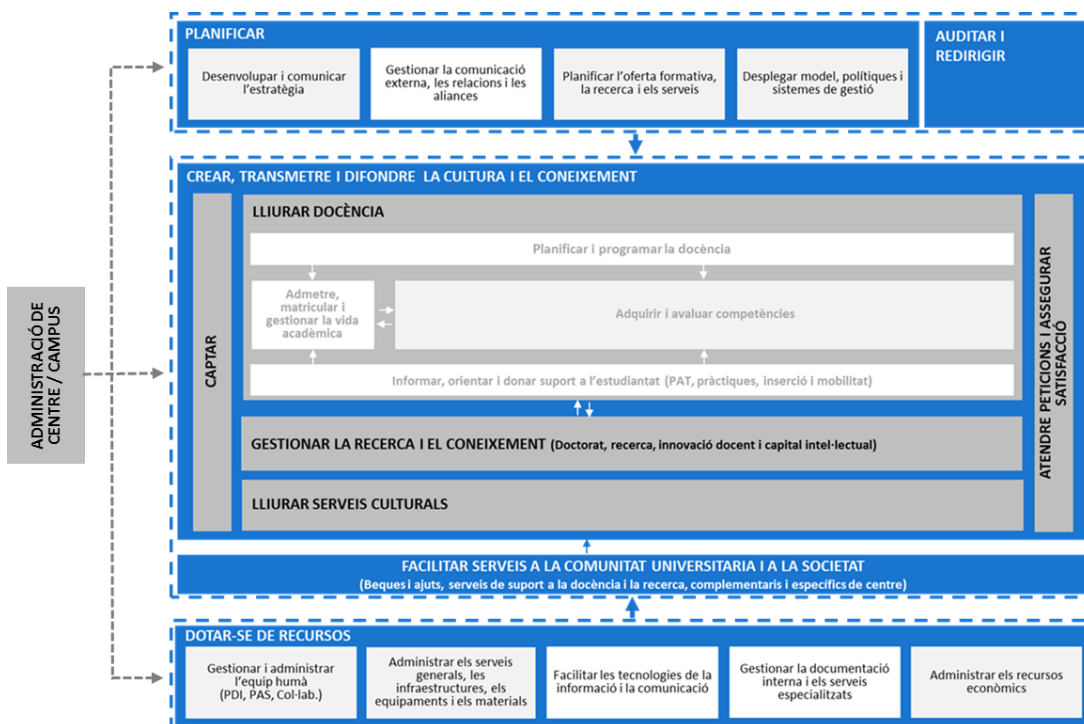 PLANIFICAR
Desenvolupar i comunicar
l'estratègia
Gestionar la comunicació
externa, les relacions i les
aliances
Planificar l'oferta formativa,
la recerca i els serveis
Desplegar model, polítiques i
sistemes de gestió
AUDITAR I
REDIRIGIR
ADMINISTRACIÓ DE
CENTRE / CAMPUS
CREAR, TRANSMETRE I DIFONDRE LA CULTURA I EL CONEIXEMENT
CAPTAR
LLIURAR DOCÈNCIA
Planificar i programar la docència
Admetre,
matricular i
gestionar la vida
acadèmica
Adquirir i avaluar competències
Informar, orientar i donar suport a l'estudiantat (PAT, pràctiques, inserció i mobilitat)
GESTIONAR LA RECERCA I EL CONEIXEMENT (Doctorat, recerca, innovació docent i capital intel·lectual)
LLIURAR SERVEIS CULTURALS
ATENDRE PETICIONS I ASSEGURAR
SATISFACCIÓ
FACILITAR SERVEIS A LA COMUNITAT UNIVERSITARIA I A LA SOCIETAT
(Beques i ajuts, serveis de suport a la docència i la recerca, complementaris i específics de centre)
DOTAR-SE DE RECURSOS
Gestionar i administrar
l'equip humà
(PDI, PAS, Col·lab.)
Administrar els serveis
generals, les
infraestructures, els
equipaments i els materials
Facilitar les tecnologies de la
informació i la comunicació
Gestionar la documentació
interna i els serveis
especialitzats
Administrar els recursos
econòmics